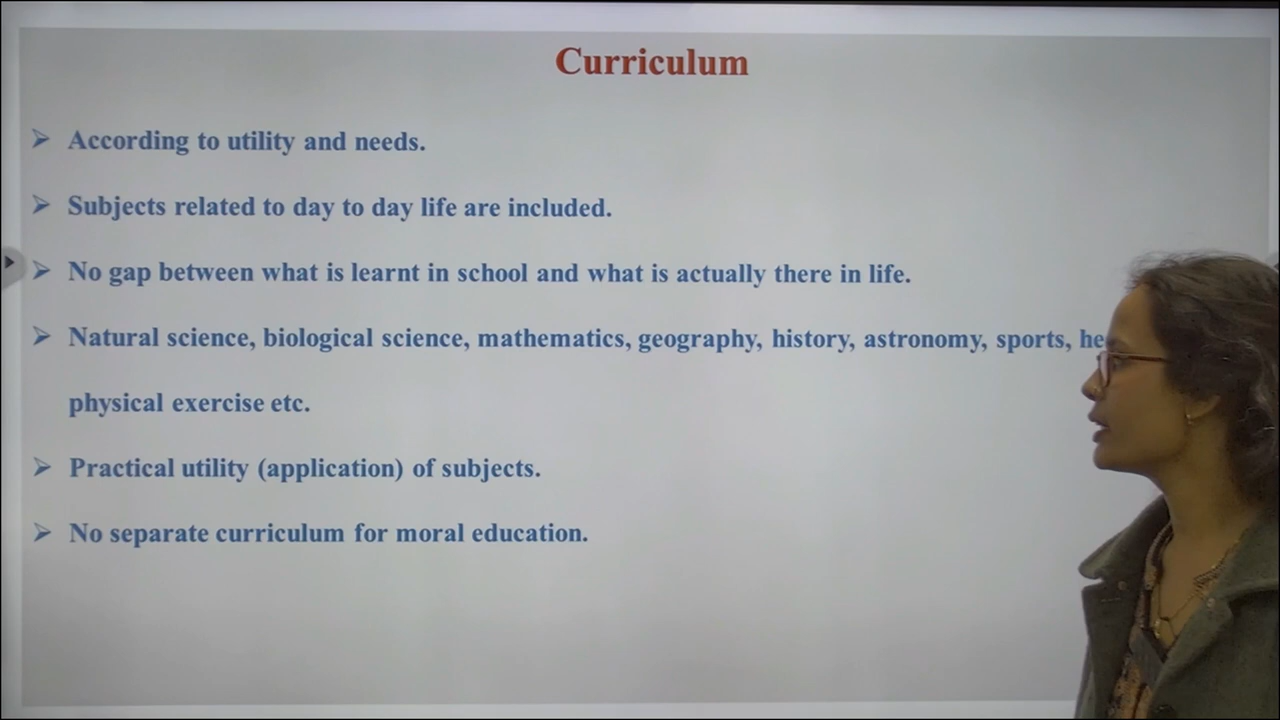 Curriculum
According to utility and needs.
Subjects related to day to day life are included.
No gap between what is learnt in school and what is actually there in life.
Natural science, biological science, mathematics, geography, history, astronomy, sports,
physical exercise etc.
Practical utility (application) of subjects.
No separate curriculum for moral education.